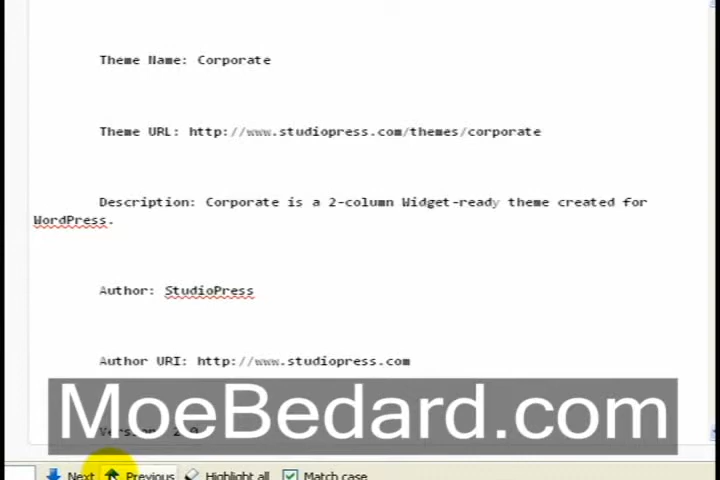 Theme Name: Corporate
Theme URL: http://www.studiopress.com/themes/corporate
Description: Corporate is a 2-column Widget-ready theme created for
WordPress.
Author: StudioPress
Author URI: http://www.studiopress.com
MoeBedard.com
Next Previous Highlight all Match case